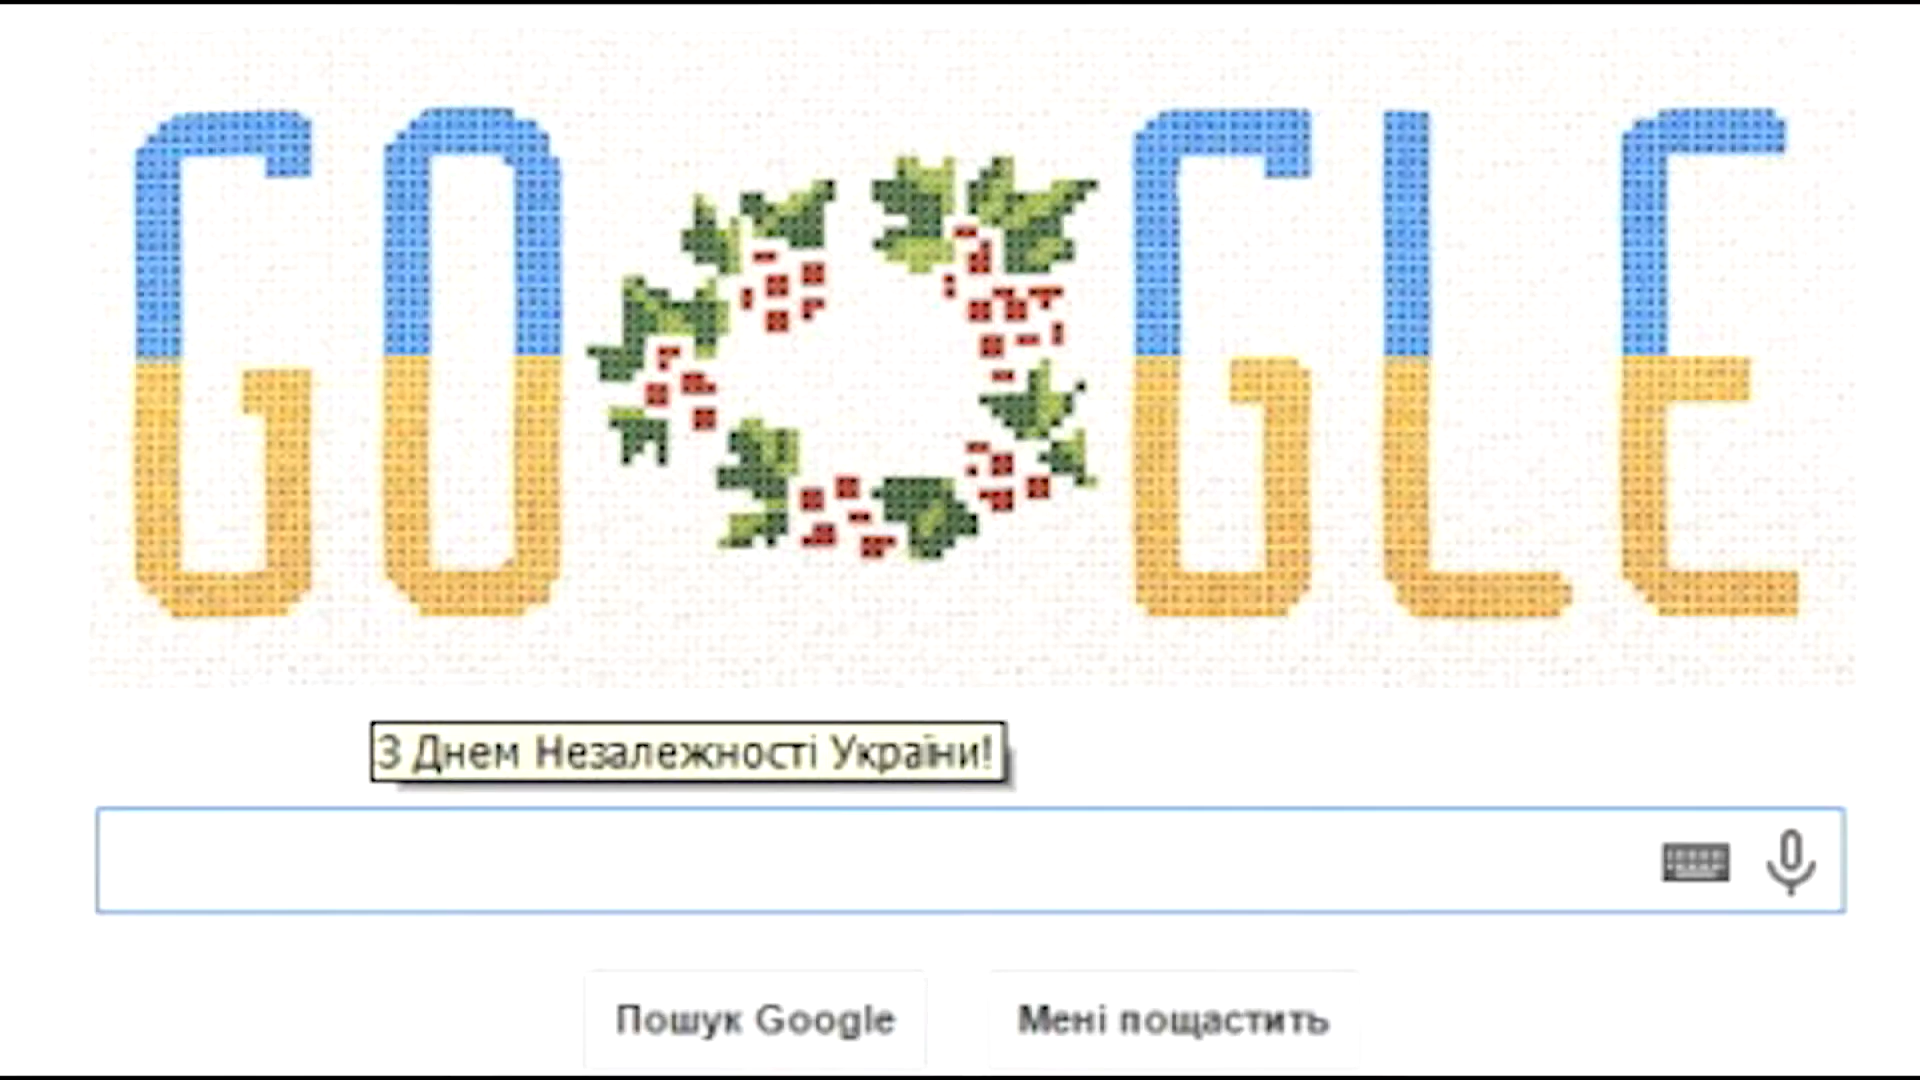 GOOGLE
З Днем Незалежності України!
Пошук Google
Мені пощастить